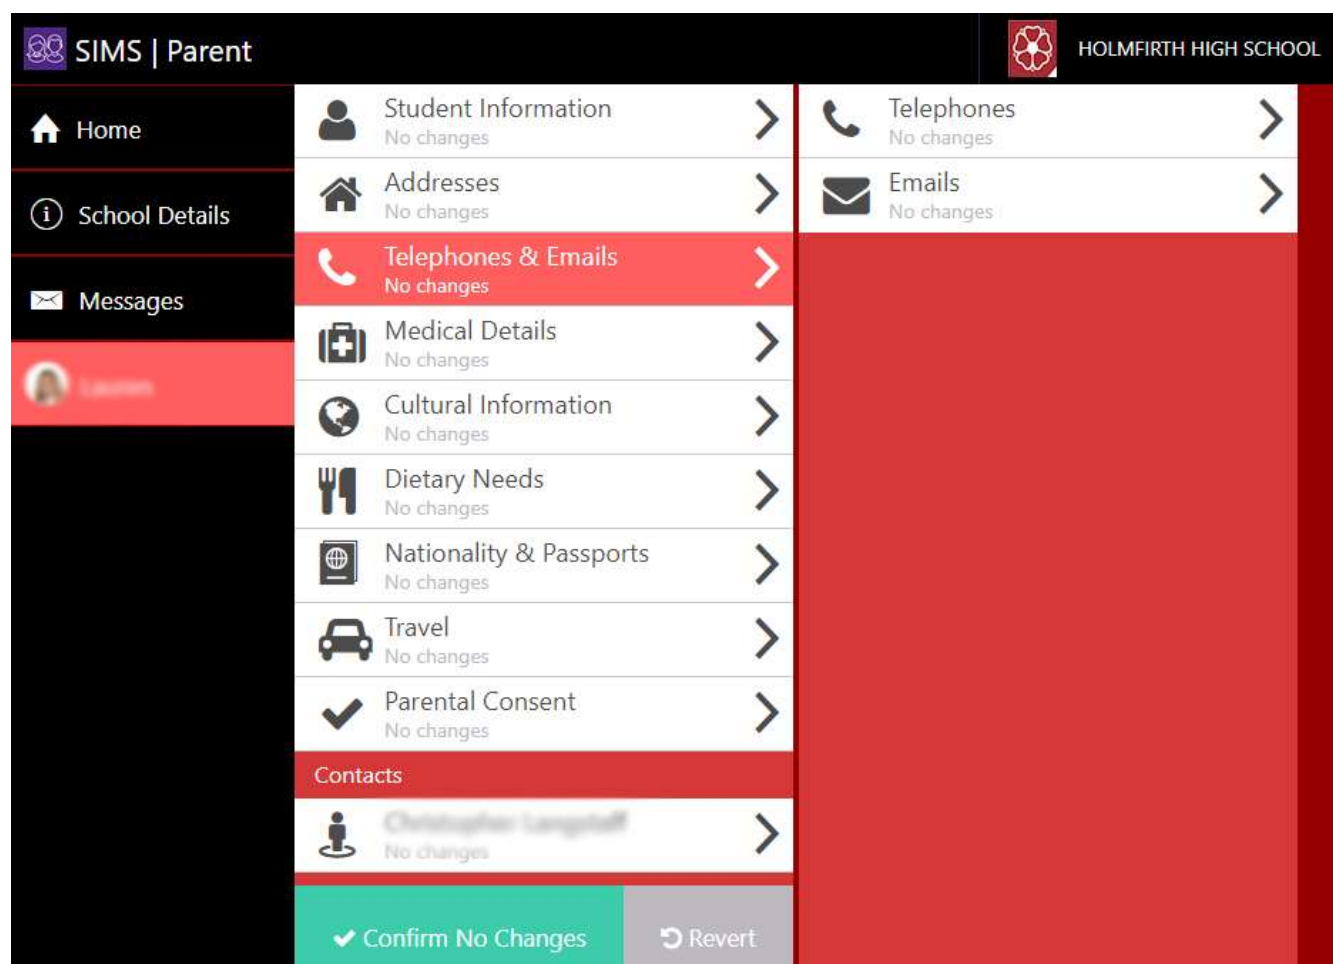 SIMS | Parent
HOLMFIRTH HIGH SCHOOL
Home
School Details
Messages
Student Information
No changes
Addresses
No changes
Telephones & Emails
No changes
Medical Details
No changes
Cultural Information
No changes
Dietary Needs
No changes
Nationality & Passports
No changes
Travel
No changes
Parental Consent
No changes
Contacts
No changes
Confirm No Changes
Revert
Telephones
No changes
Emails
No changes